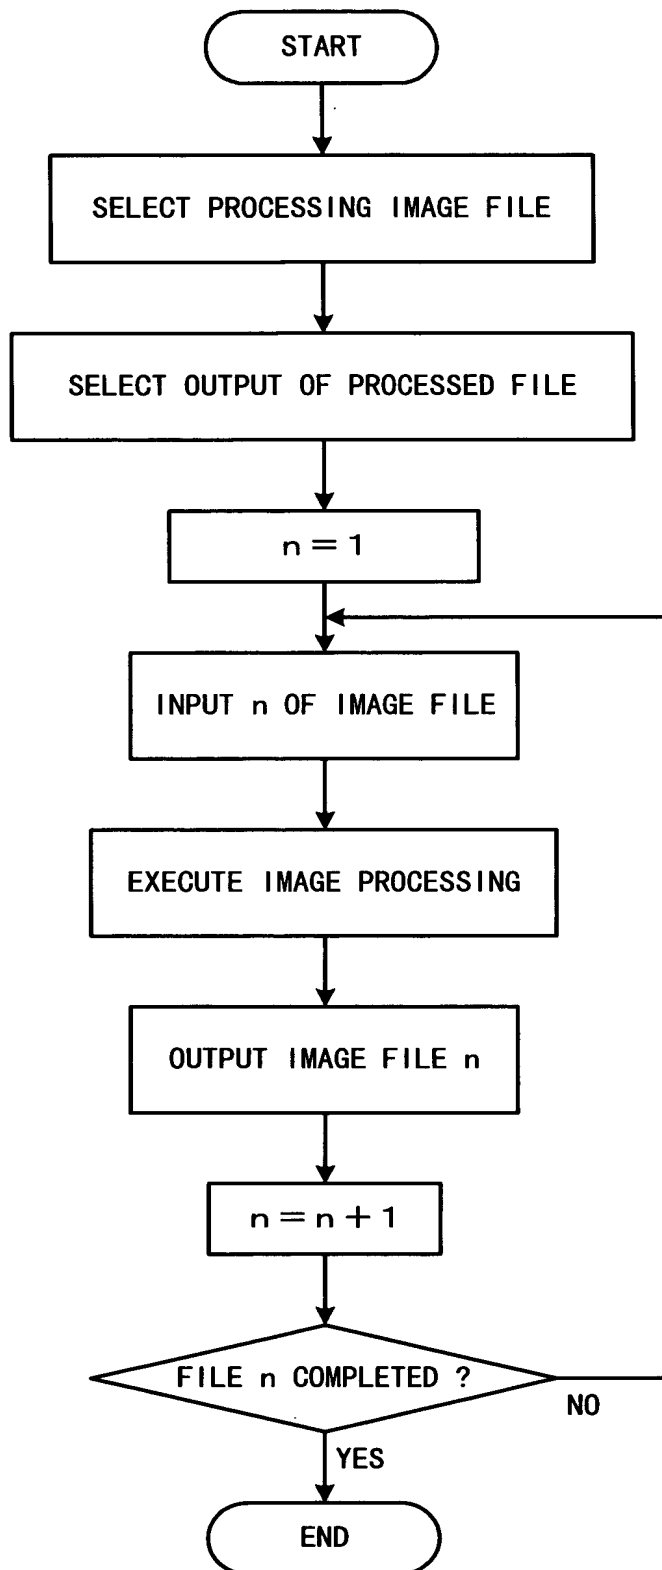 START
SELECT PROCESSING IMAGE FILE
SELECT OUTPUT OF PROCESSED FILE
n = 1
INPUT n OF IMAGE FILE
EXECUTE IMAGE PROCESSING
OUTPUT IMAGE FILE n
n = n + 1
FILE n COMPLETED ?
NO
YES
END